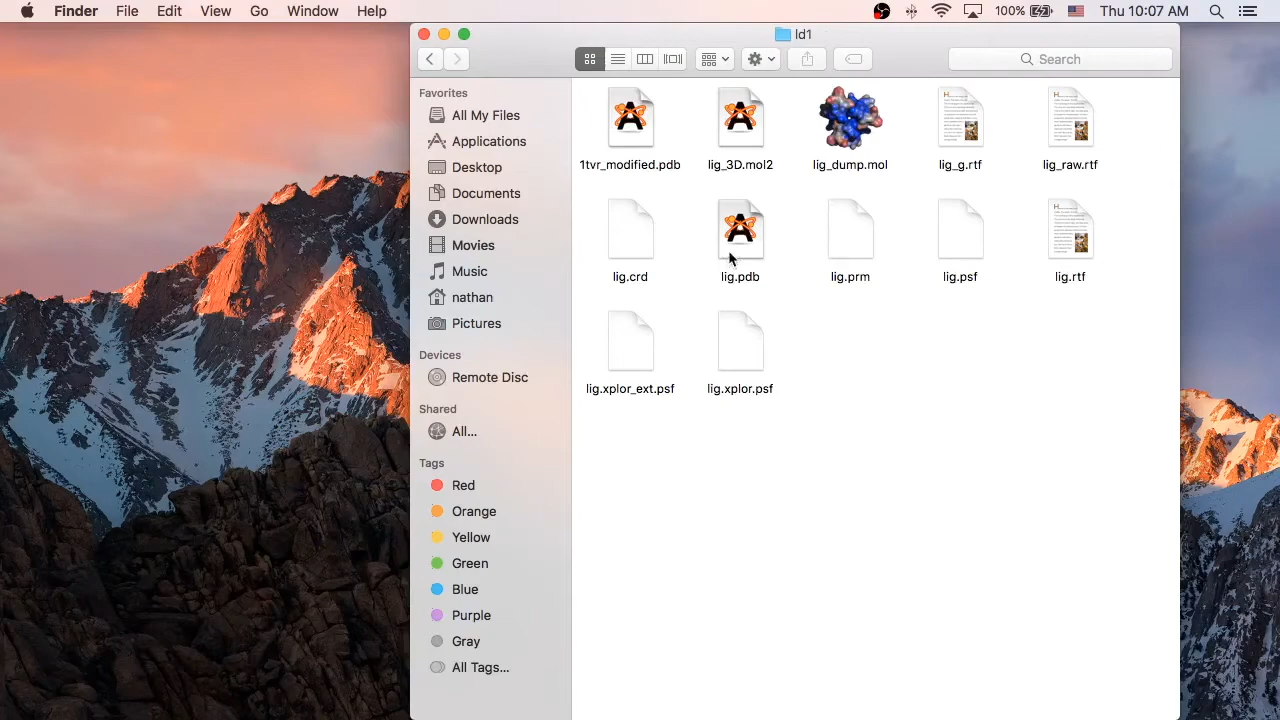 Finder File Edit View Go Window Help 100% Thu 10:07 AM
ld1
Search
Favorites
All My Files
Applications
Desktop
Documents
Downloads
Movies
Music
nathan
Pictures
Devices
Remote Disc
Shared
All...
Tags
Red
Orange
Yellow
Green
Blue
Purple
Gray
All Tags...
1tvr_modified.pdb lig_3D.mol2 lig_dump.mol lig_g.rtf lig_raw.rtf
lig.crd lig.pdb lig.prm lig.psf lig.rtf
lig.xplor_ext.psf lig.xplor.psf